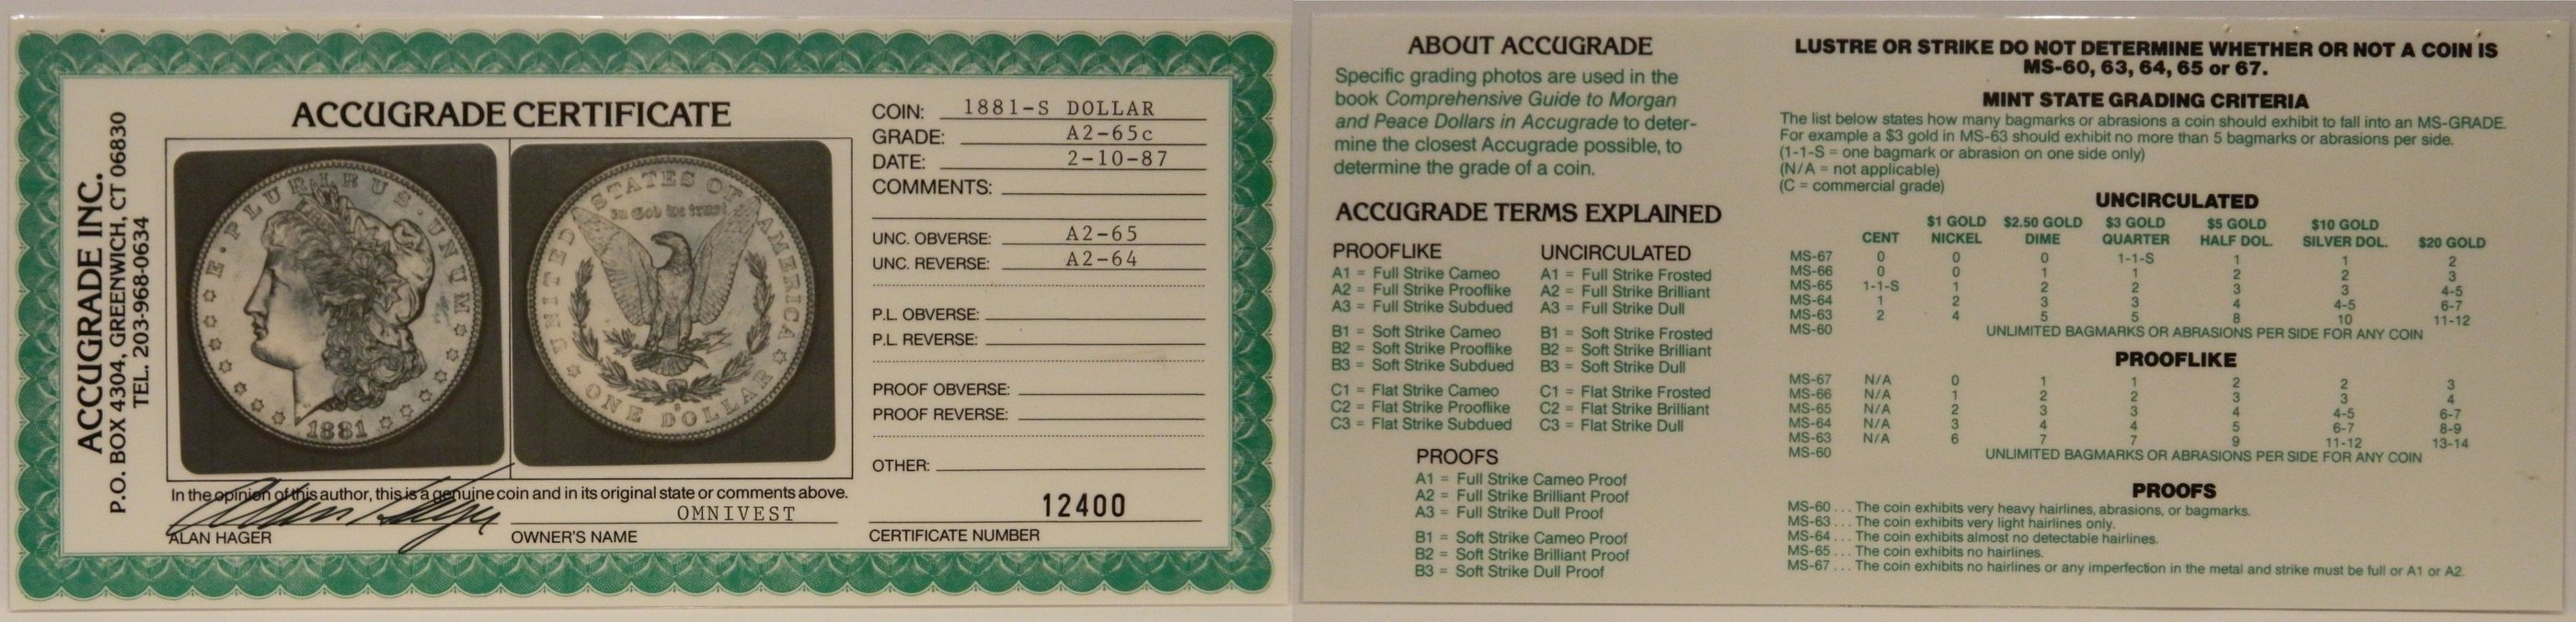 ACCUGRADE INC.
P.O. BOX 4304, GREENWICH, CT 06830
TEL. 203-968-0634
ACCUGRADE CERTIFICATE
E·PLURIBUS·UNUM
1881
UNITED STATES OF AMERICA
In God we trust
S
ONE DOLLAR
In the opinion of this author, this is a genuine coin and in its original state or comments above.
Alan Hager
OMNIVEST
ALAN HAGER OWNER'S NAME
COIN: 1881-S DOLLAR
GRADE: A2-65c
DATE: 2-10-87
COMMENTS:
UNC. OBVERSE: A2-65
UNC. REVERSE: A2-64
P.L. OBVERSE:
P.L. REVERSE:
PROOF OBVERSE:
PROOF REVERSE:
OTHER:
12400
CERTIFICATE NUMBER
ABOUT ACCUGRADE
Specific grading photos are used in the
book Comprehensive Guide to Morgan
and Peace Dollars in Accugrade to deter-
mine the closest Accugrade possible, to
determine the grade of a coin.
ACCUGRADE TERMS EXPLAINED
PROOFLIKE
A1 = Full Strike Cameo
A2 = Full Strike Prooflike
A3 = Full Strike Subdued
B1 = Soft Strike Cameo
B2 = Soft Strike Prooflike
B3 = Soft Strike Subdued
C1 = Flat Strike Cameo
C2 = Flat Strike Prooflike
C3 = Flat Strike Subdued
UNCIRCULATED
A1 = Full Strike Frosted
A2 = Full Strike Brilliant
A3 = Full Strike Dull
B1 = Soft Strike Frosted
B2 = Soft Strike Brilliant
B3 = Soft Strike Dull
C1 = Flat Strike Frosted
C2 = Flat Strike Brilliant
C3 = Flat Strike Dull
PROOFS
A1 = Full Strike Cameo Proof
A2 = Full Strike Brilliant Proof
A3 = Full Strike Dull Proof
B1 = Soft Strike Cameo Proof
B2 = Soft Strike Brilliant Proof
B3 = Soft Strike Dull Proof
LUSTRE OR STRIKE DO NOT DETERMINE WHETHER OR NOT A COIN IS
MS-60, 63, 64, 65 or 67.
MINT STATE GRADING CRITERIA
The list below states how many bagmarks or abrasions a coin should exhibit to fall into an MS-GRADE.
For example a $3 gold in MS-63 should exhibit no more than 5 bagmarks or abrasions per side.
(1-1-S = one bagmark or abrasion on one side only)
(N/A = not applicable)
(C = commercial grade)
UNCIRCULATED
$1 GOLD $2.50 GOLD $3 GOLD $5 GOLD $10 GOLD
CENT NICKEL DIME QUARTER HALF DOL. SILVER DOL. $20 GOLD
MS-67 0 0 0 1-1-S 1 1 2
MS-66 0 0 1 1 2 2 3
MS-65 1-1-S 1 2 2 3 3 4-5
MS-64 1 2 3 3 4 4-5 6-7
MS-63 2 4 5 5 8 10 11-12
MS-60 UNLIMITED BAGMARKS OR ABRASIONS PER SIDE FOR ANY COIN
PROOFLIKE
MS-67 N/A 0 1 1 2 2 3
MS-66 N/A 1 2 2 3 3 4
MS-65 N/A 2 3 3 4 4-5 6-7
MS-64 N/A 3 4 4 5 6-7 8-9
MS-63 N/A 6 7 7 9 11-12 13-14
MS-60 UNLIMITED BAGMARKS OR ABRASIONS PER SIDE FOR ANY COIN
PROOFS
MS-60 . . . The coin exhibits very heavy hairlines, abrasions, or bagmarks.
MS-63 . . . The coin exhibits very light hairlines only.
MS-64 . . . The coin exhibits almost no detectable hairlines.
MS-65 . . . The coin exhibits no hairlines.
MS-67 . . . The coin exhibits no hairlines or any imperfection in the metal and strike must be full or A1 or A2.